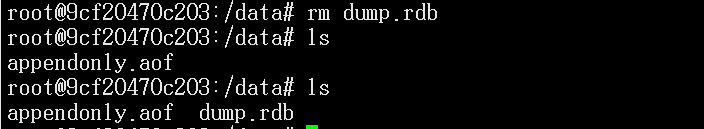 root@9cf20470c203:/data# rm dump.rdb
root@9cf20470c203:/data# ls
appendonly.aof
root@9cf20470c203:/data# ls
appendonly.aof  dump.rdb